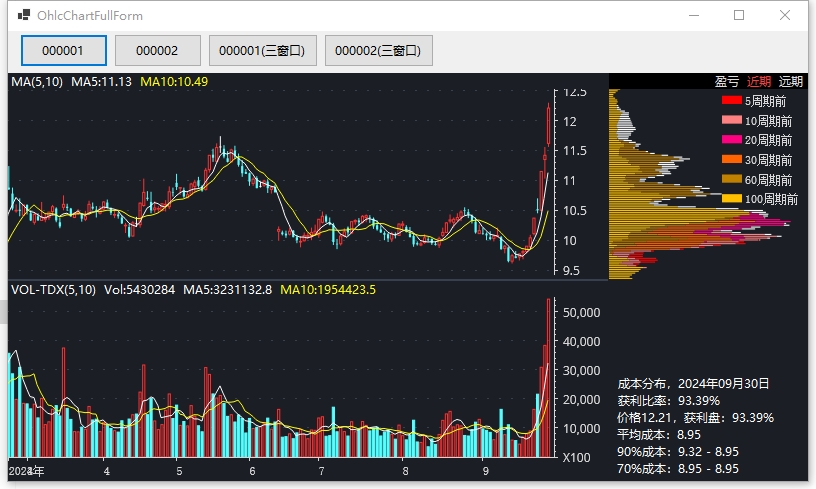 OhlcChartFullForm
000001 000002 000001(三窗口) 000002(三窗口)
MA(5,10) MA5:11.13 MA10:10.49
12.5
12
11.5
11
10.5
10
9.5
盈亏 近期 远期
5周期前
10周期前
20周期前
30周期前
60周期前
100周期前
VOL-TDX(5,10) Vol:5430284 MA5:3231132.8 MA10:1954423.5
50,000
40,000
30,000
20,000
10,000
X100
4 5 6 7 8 9
成本分布，2024年09月30日
获利比率：93.39%
价格12.21，获利盘：93.39%
平均成本：8.95
90%成本：9.32 - 8.95
70%成本：8.95 - 8.95